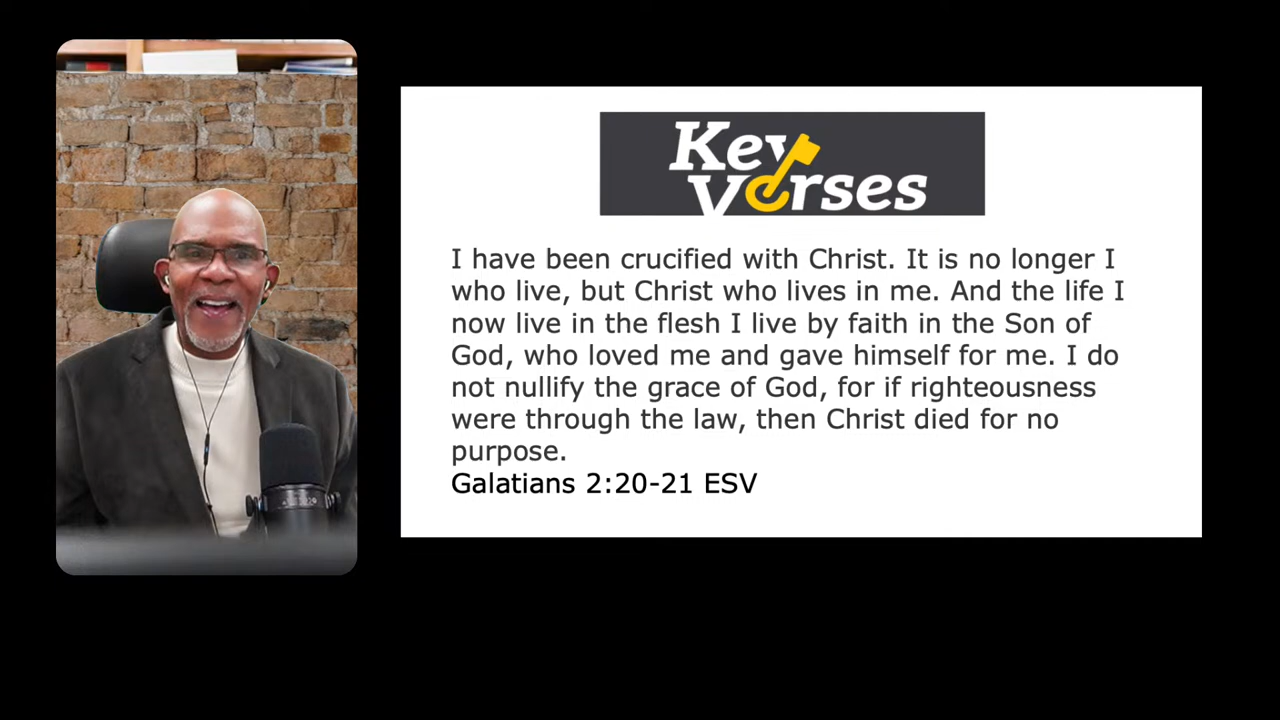 Key
Verses
I have been crucified with Christ. It is no longer I
who live, but Christ who lives in me. And the life I
now live in the flesh I live by faith in the Son of
God, who loved me and gave himself for me. I do
not nullify the grace of God, for if righteousness
were through the law, then Christ died for no
purpose.
Galatians 2:20-21 ESV